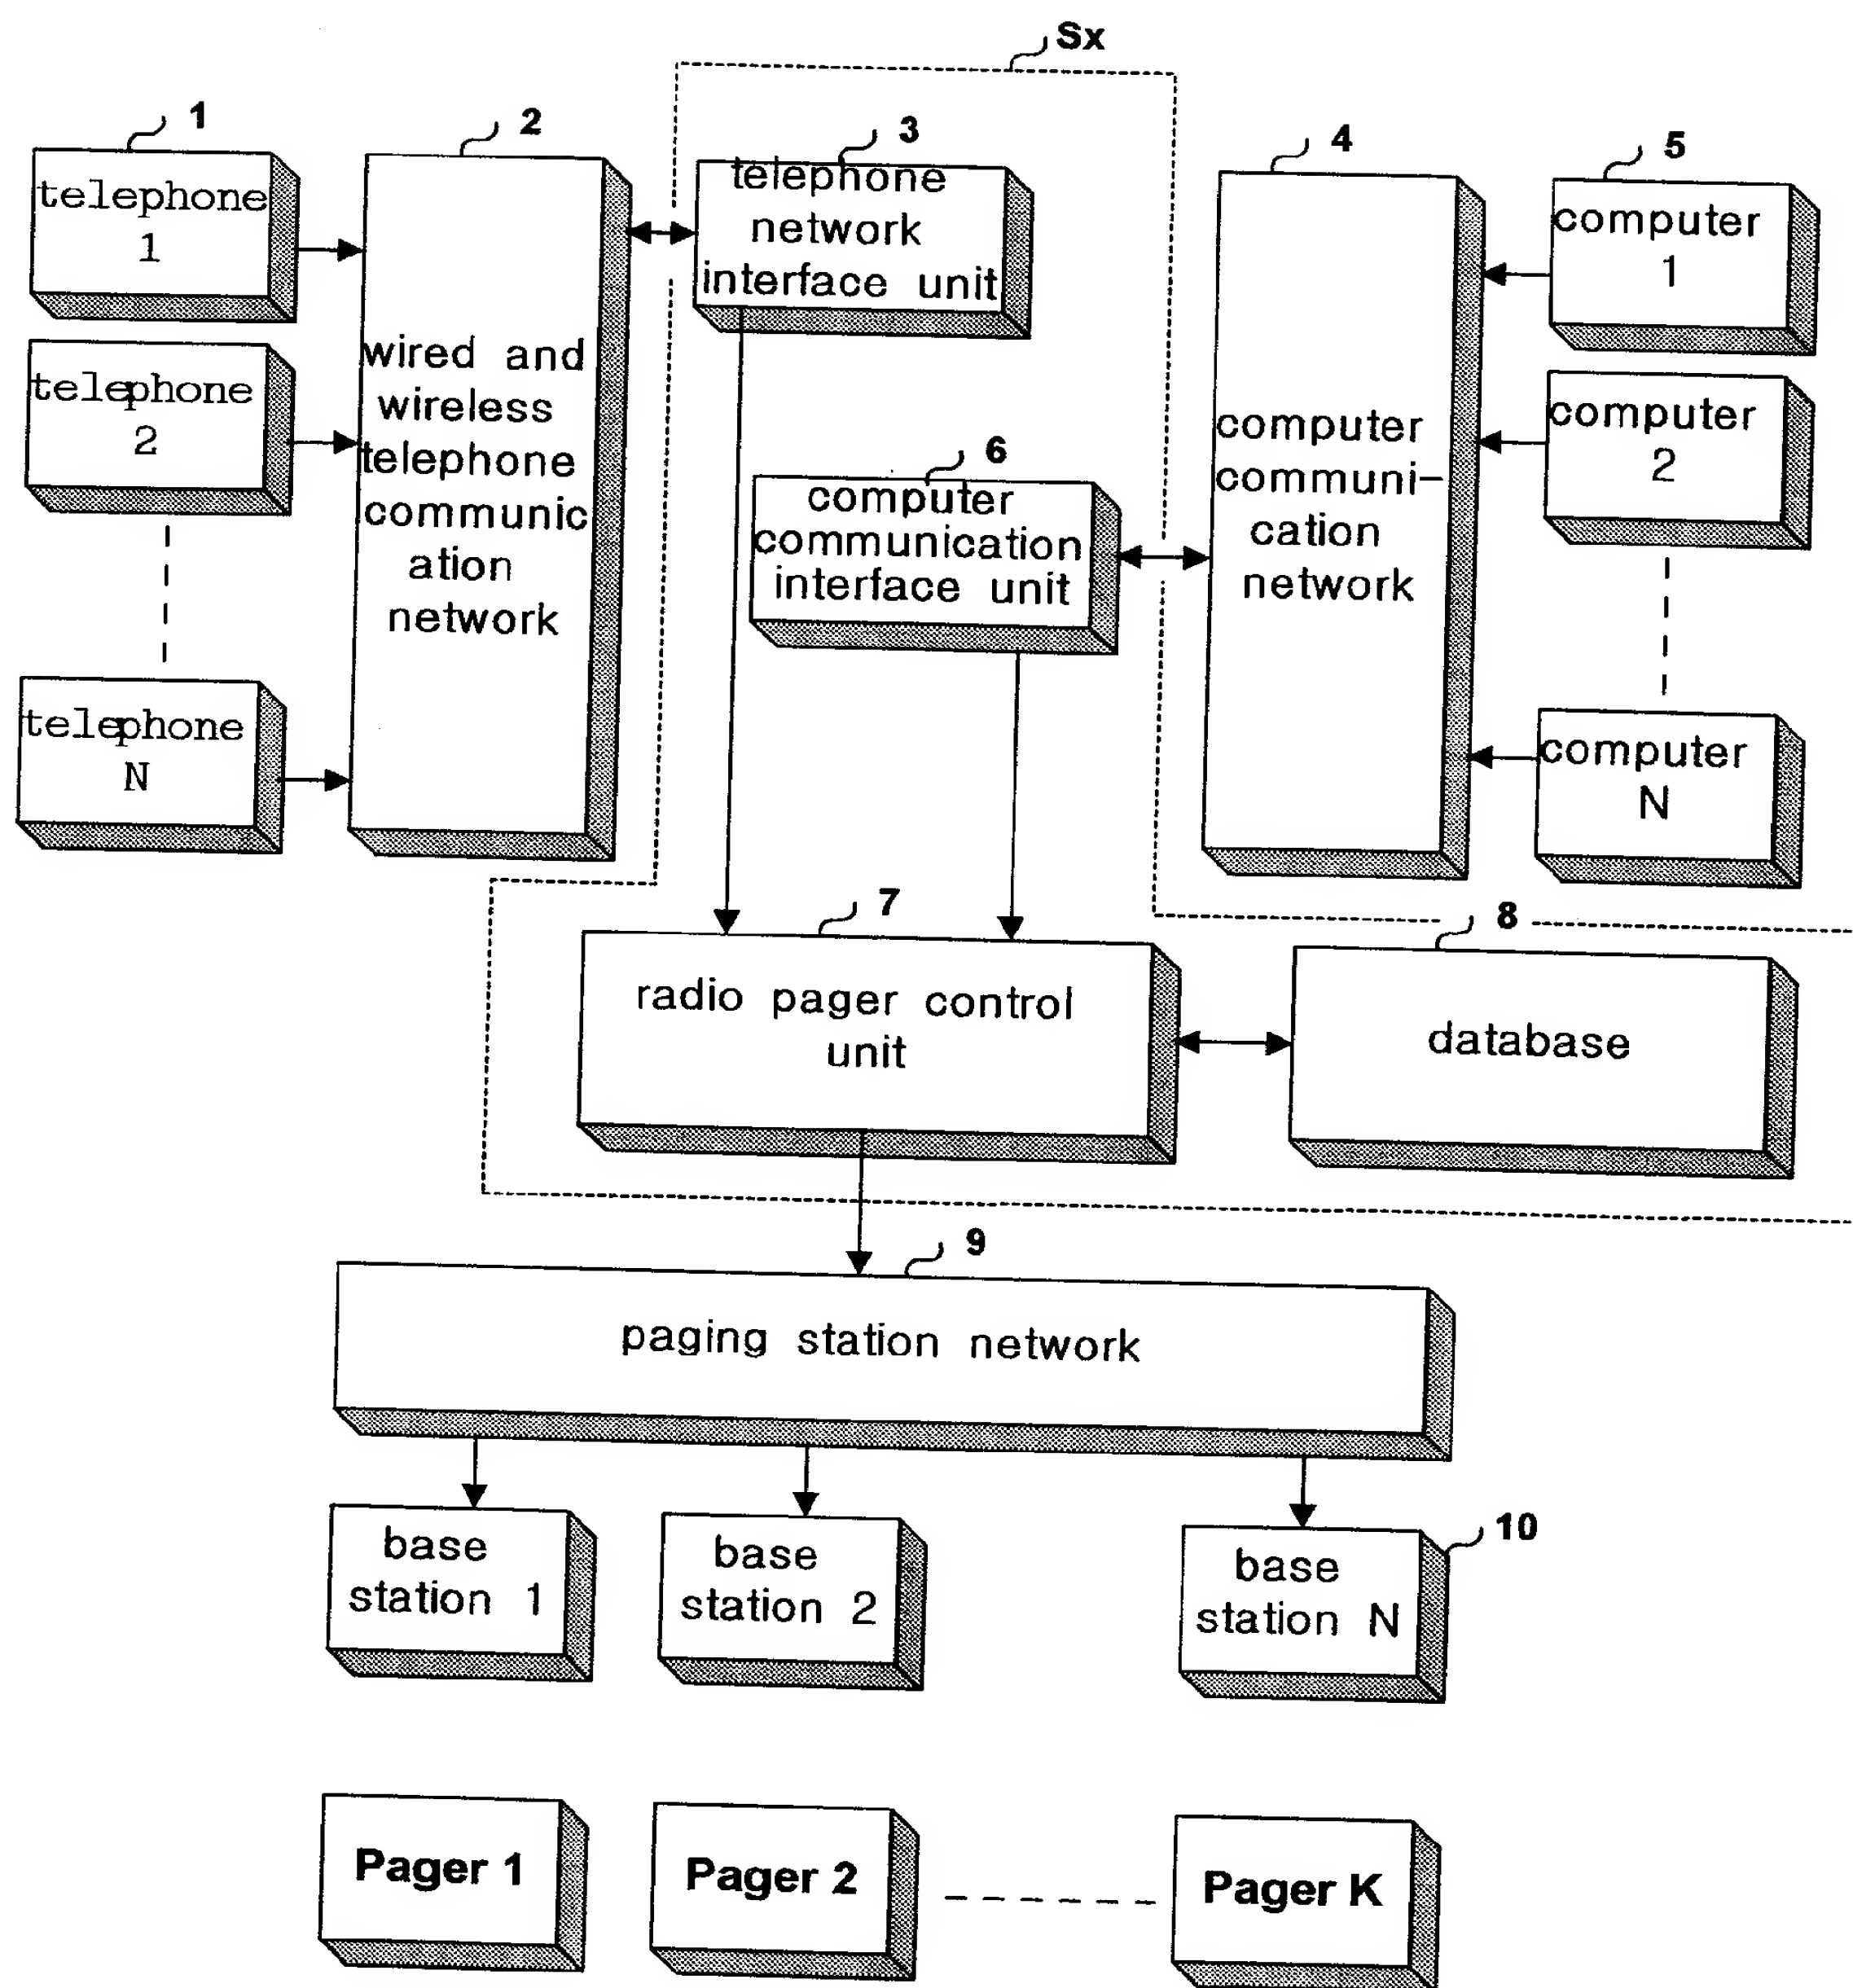 Sx
1
2
3
4
5
telephone
1
telephone
2
telephone
N
wired and
wireless
telephone
communic
ation
network
telephone
network
interface unit
6
computer
communication
interface unit
computer
communi-
cation
network
computer
1
computer
2
computer
N
7
radio pager control
unit
8
database
9
paging station network
base
station 1
base
station 2
base
station N
10
Pager 1
Pager 2
Pager K